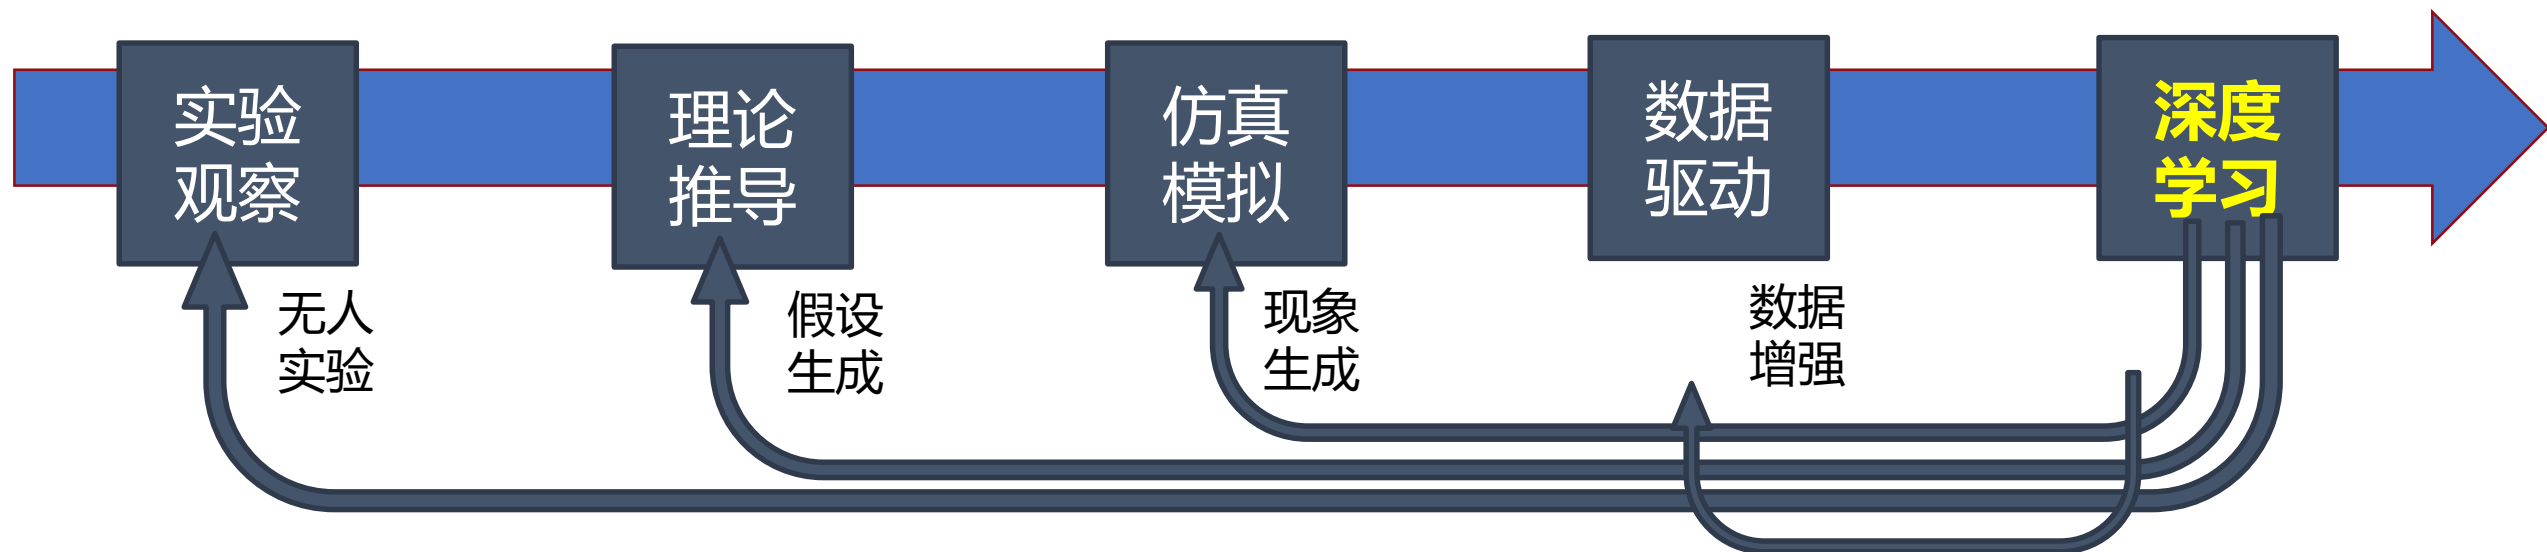 实验
观察
理论
推导
仿真
模拟
数据
驱动
深度
学习
无人
实验
假设
生成
现象
生成
数据
增强